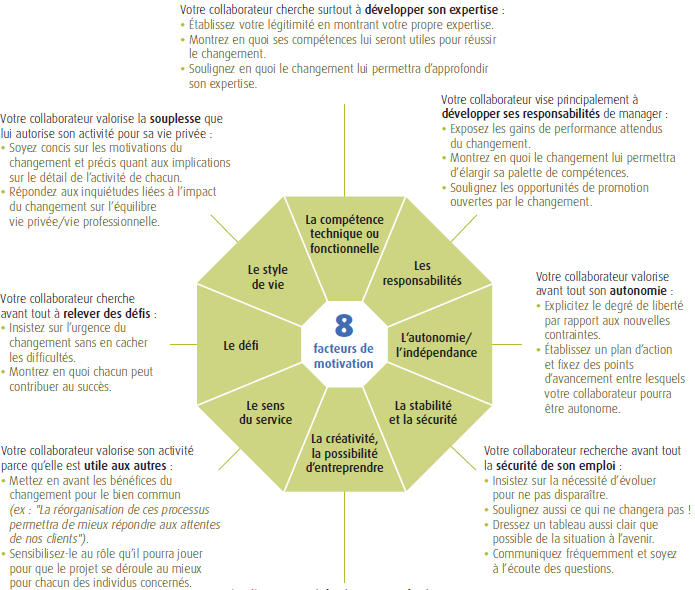 Votre collaborateur cherche surtout à développer son expertise :
• Établissez votre légitimité en montrant votre propre expertise.
• Montrez en quoi ses compétences lui seront utiles pour réussir
le changement.
• Soulignez en quoi le changement lui permettra d'approfondir
son expertise.
Votre collaborateur valorise la souplesse que
lui autorise son activité pour sa vie privée :
• Soyez concis sur les motivations du
changement et précis quant aux implications
sur le détail de l'activité de chacun.
• Répondez aux inquiétudes liées à l'impact
du changement sur l'équilibre
vie privée/vie professionnelle.
Votre collaborateur vise principalement à
développer ses responsabilités de manager :
• Exposez les gains de performance attendus
du changement.
• Montrez en quoi le changement lui permettra
d'élargir sa palette de compétences.
• Soulignez les opportunités de promotion
ouvertes par le changement.
La compétence
technique ou
fonctionnelle
Le style
de vie
Les
responsabilités
Votre collaborateur cherche
avant tout à relever des défis :
• Insistez sur l'urgence du
changement sans en cacher
les difficultés.
• Montrez en quoi chacun peut
contribuer au succès.
Le défi
8
facteurs de
motivation
L'autonomie/
l'indépendance
Votre collaborateur valorise
avant tout son autonomie :
• Explicitez le degré de liberté
par rapport aux nouvelles
contraintes.
• Établissez un plan d'action
et fixez des points
d'avancement entre lesquels
votre collaborateur pourra
être autonome.
Le sens
du service
La stabilité
et la sécurité
La créativité,
la possibilité
d'entreprendre
Votre collaborateur valorise son activité
parce qu'elle est utile aux autres :
• Mettez en avant les bénéfices du
changement pour le bien commun
(ex : "La réorganisation de ces processus
permettra de mieux répondre aux attentes
de nos clients").
• Sensibilisez-le au rôle qu'il pourra jouer
pour que le projet se déroule au mieux
pour chacun des individus concernés.
Votre collaborateur recherche avant tout
la sécurité de son emploi :
• Insistez sur la nécessité d'évoluer
pour ne pas disparaître.
• Soulignez aussi ce qui ne changera pas !
• Dressez un tableau aussi clair que
possible de la situation à l'avenir.
• Communiquez fréquemment et soyez
à l'écoute des questions.